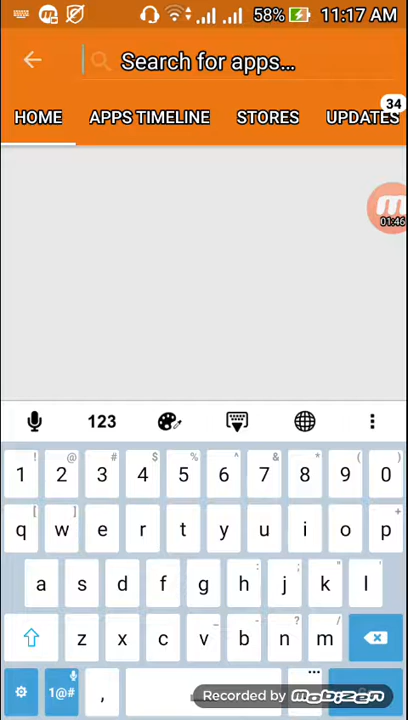 58% 11:17 AM
Search for apps...
34
HOME APPS TIMELINE STORES UPDATES
01:46
123
! @ # $ % ^ & * ( )
1 2 3 4 5 6 7 8 9 0
[ ] < > = +
q w e r t y u i o p
: ; " '
a s d f g h j k l
_ - ? /
z x c v b n m
1@# , Recorded by mobizen